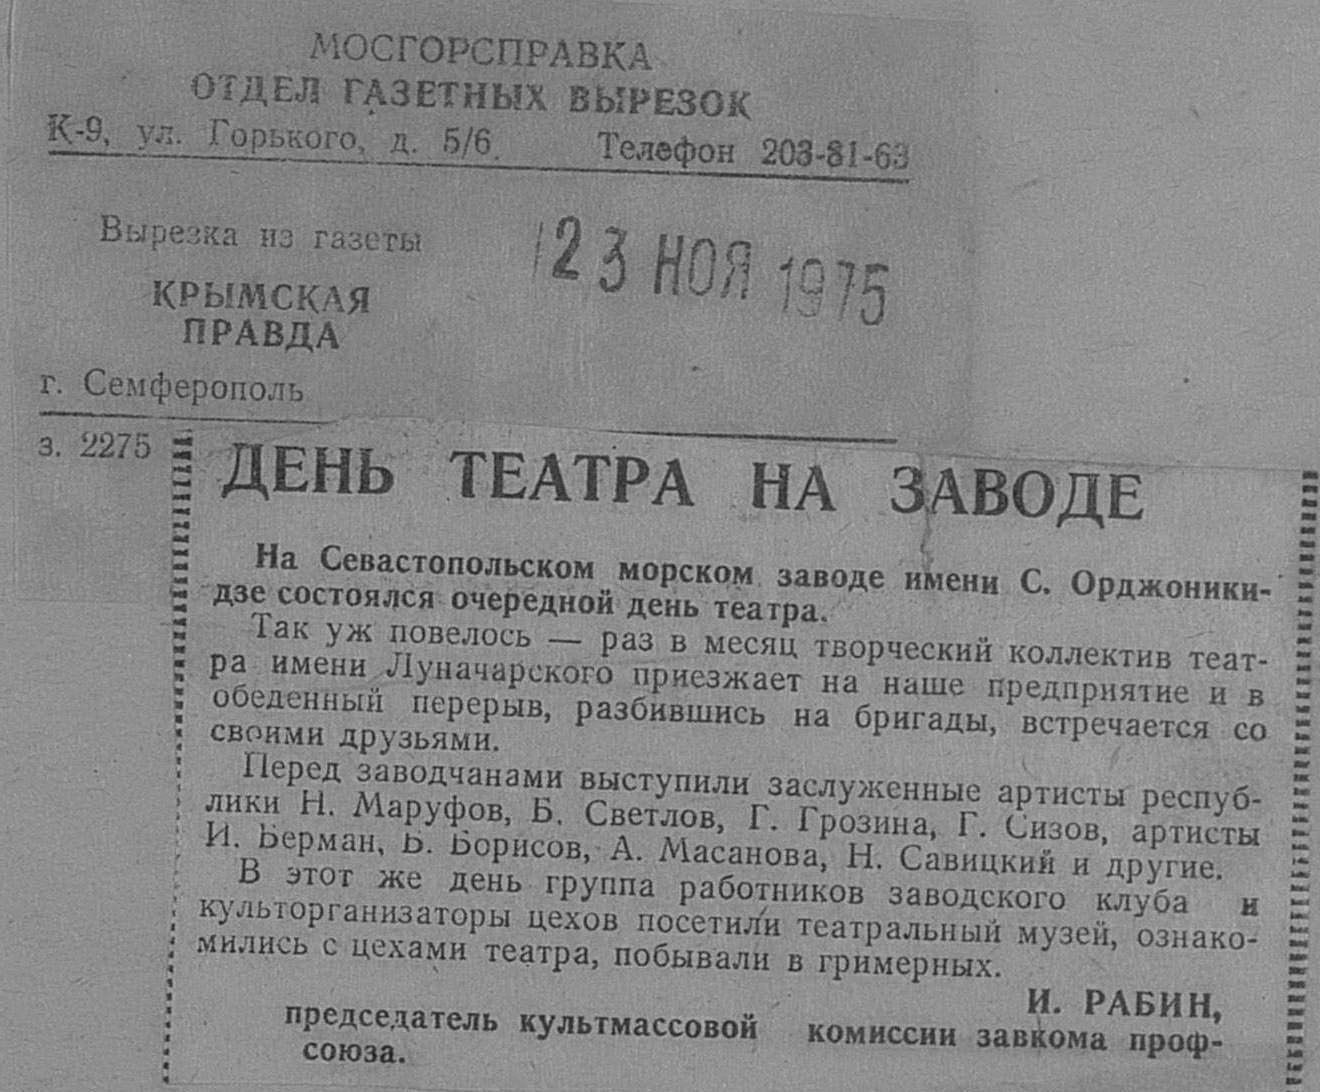 МОСГОРСПРАВКА
ОТДЕЛ ГАЗЕТНЫХ ВЫРЕЗОК
К-9, ул. Горького, д. 5/6. Телефон 203-81-63
Вырезка из газеты
23 НОЯ 1975
КРЫМСКАЯ
ПРАВДА
г. Семферополь
з. 2275
ДЕНЬ ТЕАТРА НА ЗАВОДЕ
На Севастопольском морском заводе имени С. Орджоники-
дзе состоялся очередной день театра.
Так уж повелось — раз в месяц творческий коллектив теат-
ра имени Луначарского приезжает на наше предприятие и в
обеденный перерыв, разбившись на бригады, встречается со
своими друзьями.
Перед заводчанами выступили заслуженные артисты респуб-
лики Н. Маруфов, Б. Светлов, Г. Грозина, Г. Сизов, артисты
И. Берман, Б. Борисов, А. Масанова, Н. Савицкий и другие.
В этот же день группа работников заводского клуба и
культорганизаторы цехов посетили театральный музей, ознако-
мились с цехами театра, побывали в гримерных.
И. РАБИН,
председатель культмассовой комиссии завкома проф-
союза.